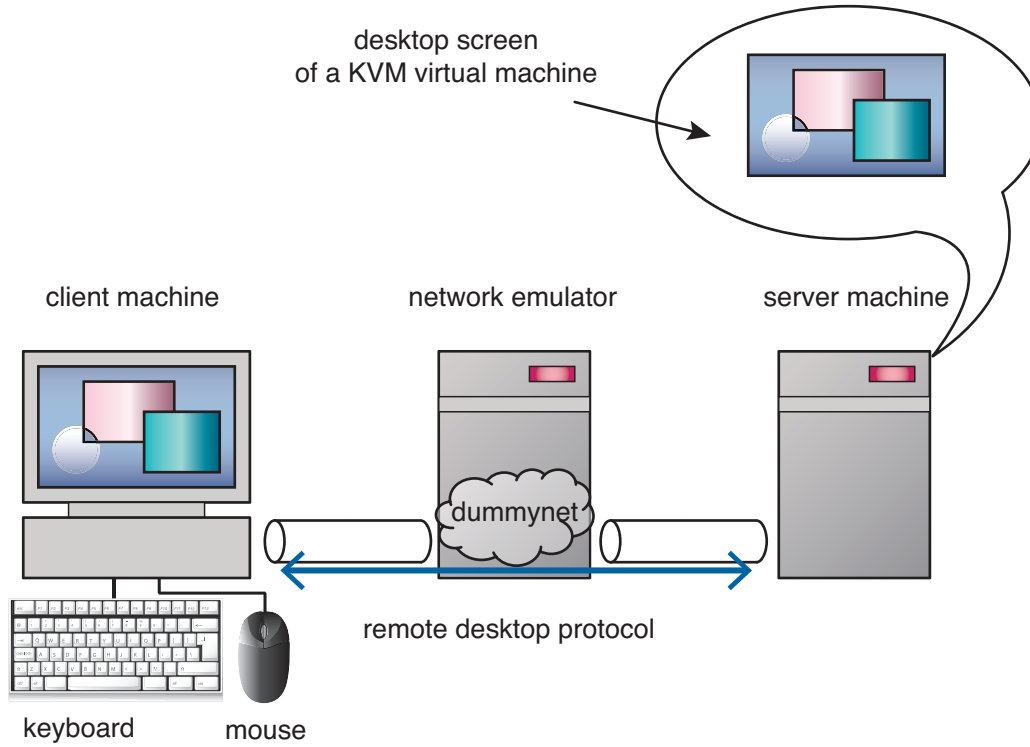 desktop screen
of a KVM virtual machine
client machine
network emulator
server machine
dummynet
remote desktop protocol
keyboard
mouse